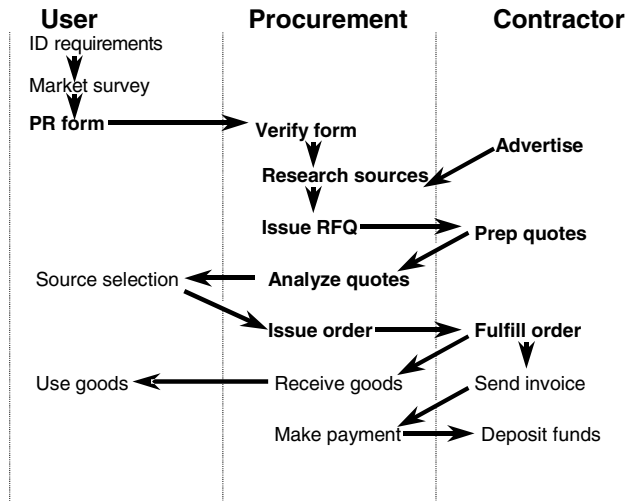 User
Procurement
Contractor
ID requirements
Market survey
PR form
Verify form
Advertise
Research sources
Issue RFQ
Prep quotes
Source selection
Analyze quotes
Issue order
Fulfill order
Use goods
Receive goods
Send invoice
Make payment
Deposit funds